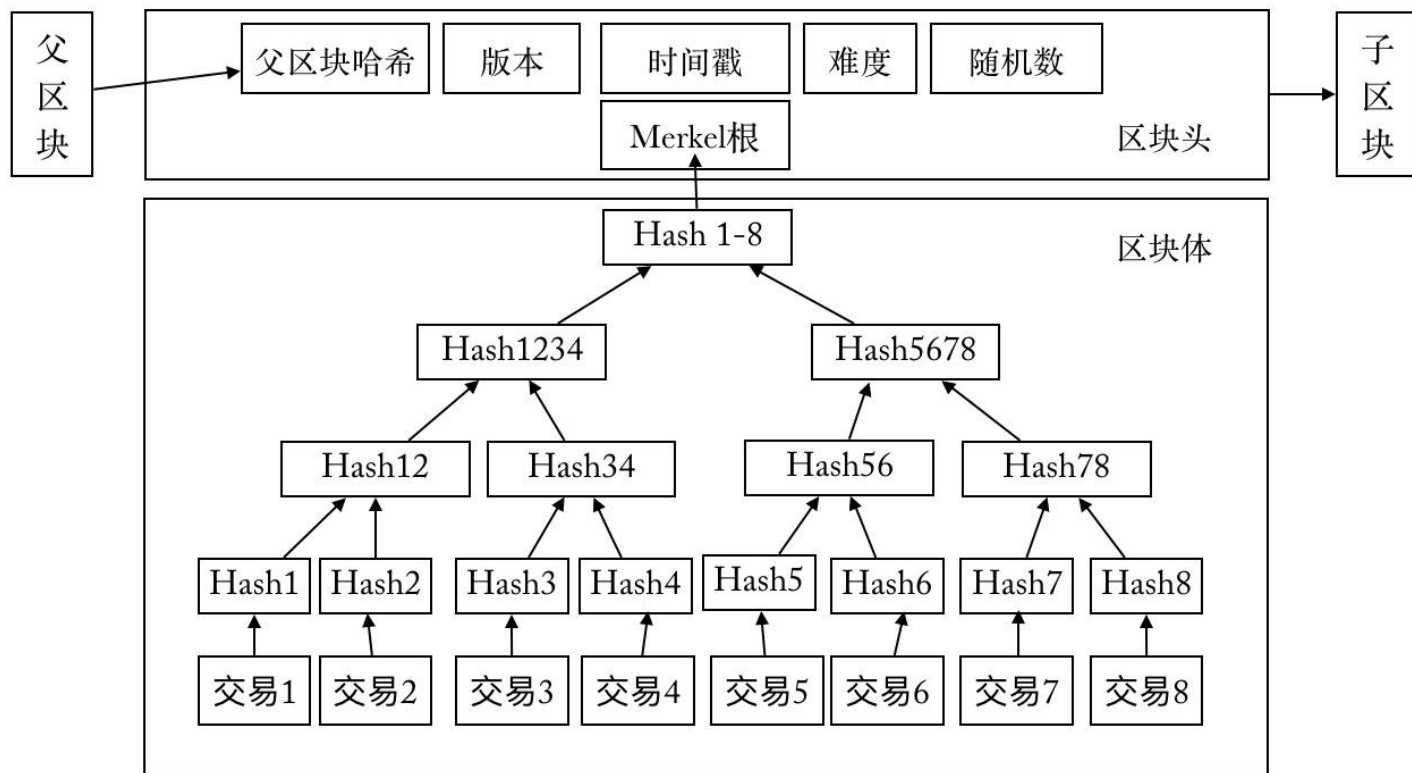 父区块
父区块哈希 版本 时间戳 难度 随机数
子区块
Merkel根
区块头
Hash 1-8
区块体
Hash1234 Hash5678
Hash12 Hash34 Hash56 Hash78
Hash1 Hash2 Hash3 Hash4 Hash5 Hash6 Hash7 Hash8
交易1 交易2 交易3 交易4 交易5 交易6 交易7 交易8